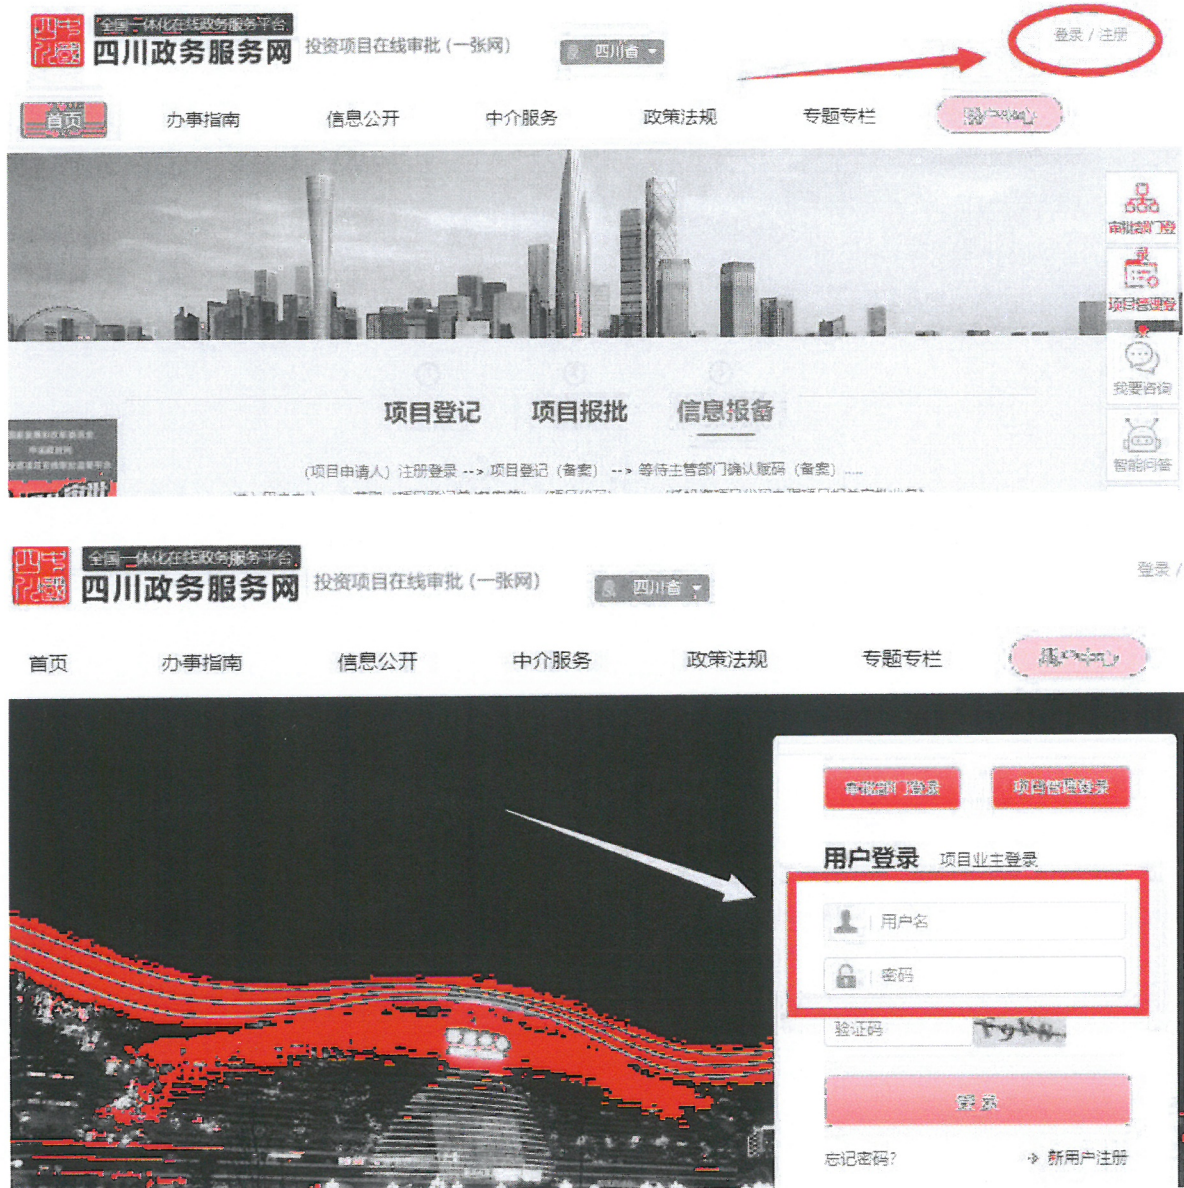 全国一体化在线政务服务平台
四川政务服务网
投资项目在线审批 (一张网)
四川省
登录 / 注册
首页
办事指南
信息公开
中介服务
政策法规
专题专栏
用户中心
审批部门登录
项目管理登录
我要咨询
智能问答
项目登记
项目报批
信息报备
(项目申请人) 注册登录 --> 项目登记 (备案) --> 等待主管部门确认赋码 (备案) ......
全国一体化在线政务服务平台
四川政务服务网
投资项目在线审批 (一张网)
四川省
登录 /
首页
办事指南
信息公开
中介服务
政策法规
专题专栏
用户中心
审批部门登录
项目管理登录
用户登录
项目业主登录
用户名
密码
验证码
登 录
忘记密码?
新用户注册